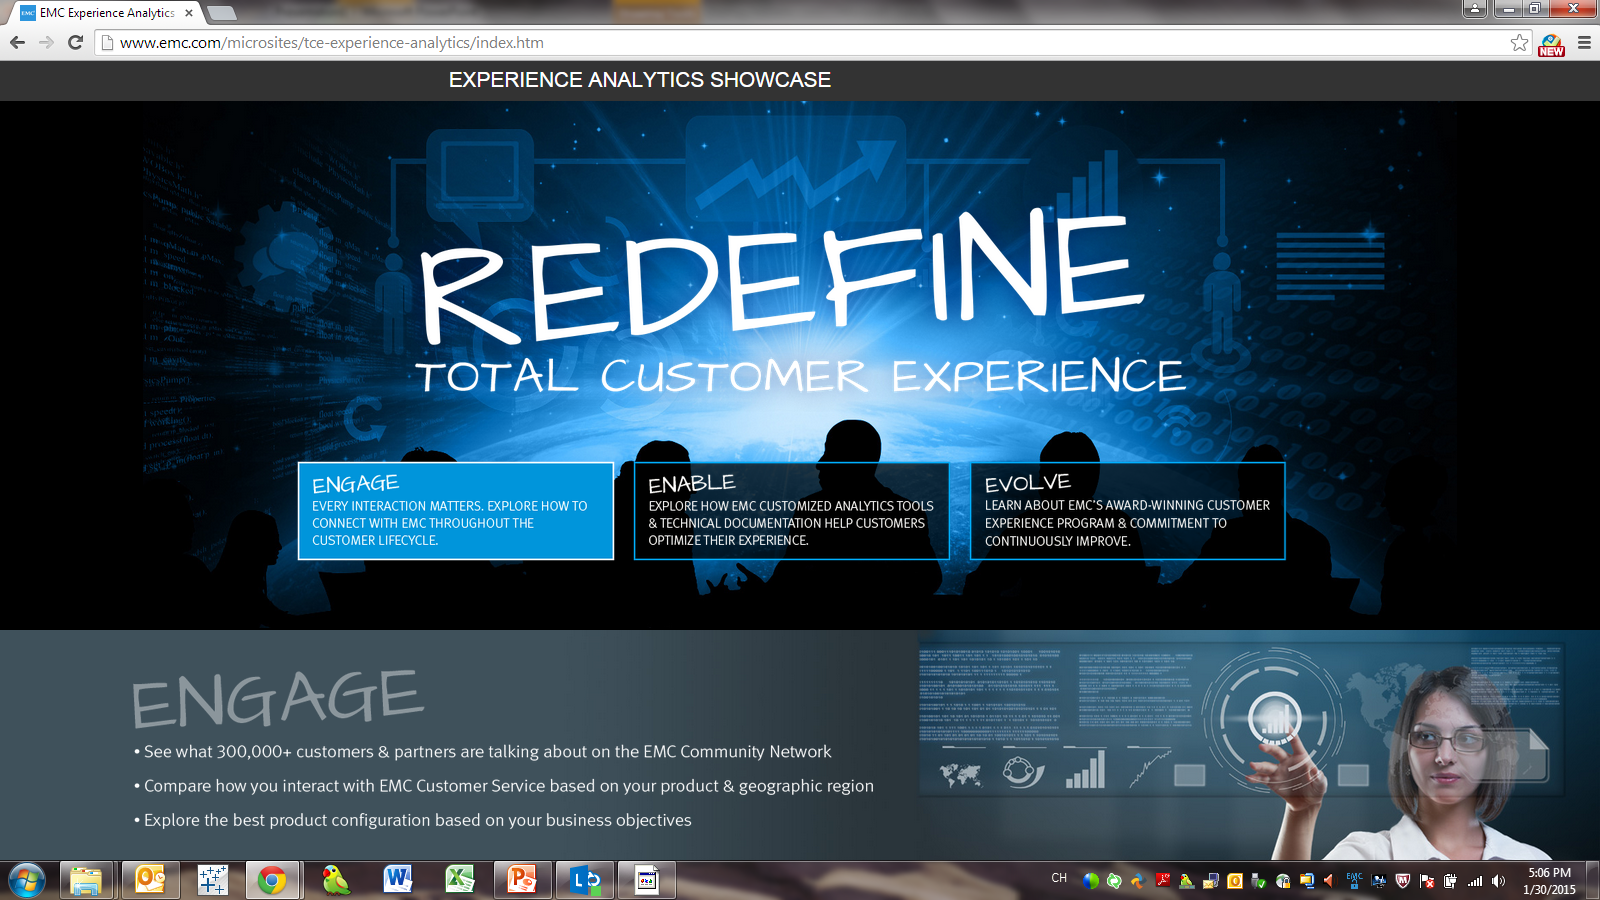 EMC Experience Analytics
www.emc.com/microsites/tce-experience-analytics/index.htm
NEW
EXPERIENCE ANALYTICS SHOWCASE
REDEFINE
TOTAL CUSTOMER EXPERIENCE
ENGAGE
EVERY INTERACTION MATTERS. EXPLORE HOW TO
CONNECT WITH EMC THROUGHOUT THE
CUSTOMER LIFECYCLE.
ENABLE
EXPLORE HOW EMC CUSTOMIZED ANALYTICS TOOLS
& TECHNICAL DOCUMENTATION HELP CUSTOMERS
OPTIMIZE THEIR EXPERIENCE.
EVOLVE
LEARN ABOUT EMC'S AWARD-WINNING CUSTOMER
EXPERIENCE PROGRAM & COMMITMENT TO
CONTINUOUSLY IMPROVE.
ENGAGE
• See what 300,000+ customers & partners are talking about on the EMC Community Network
• Compare how you interact with EMC Customer Service based on your product & geographic region
• Explore the best product configuration based on your business objectives
CH
EMC
5:06 PM
1/30/2015